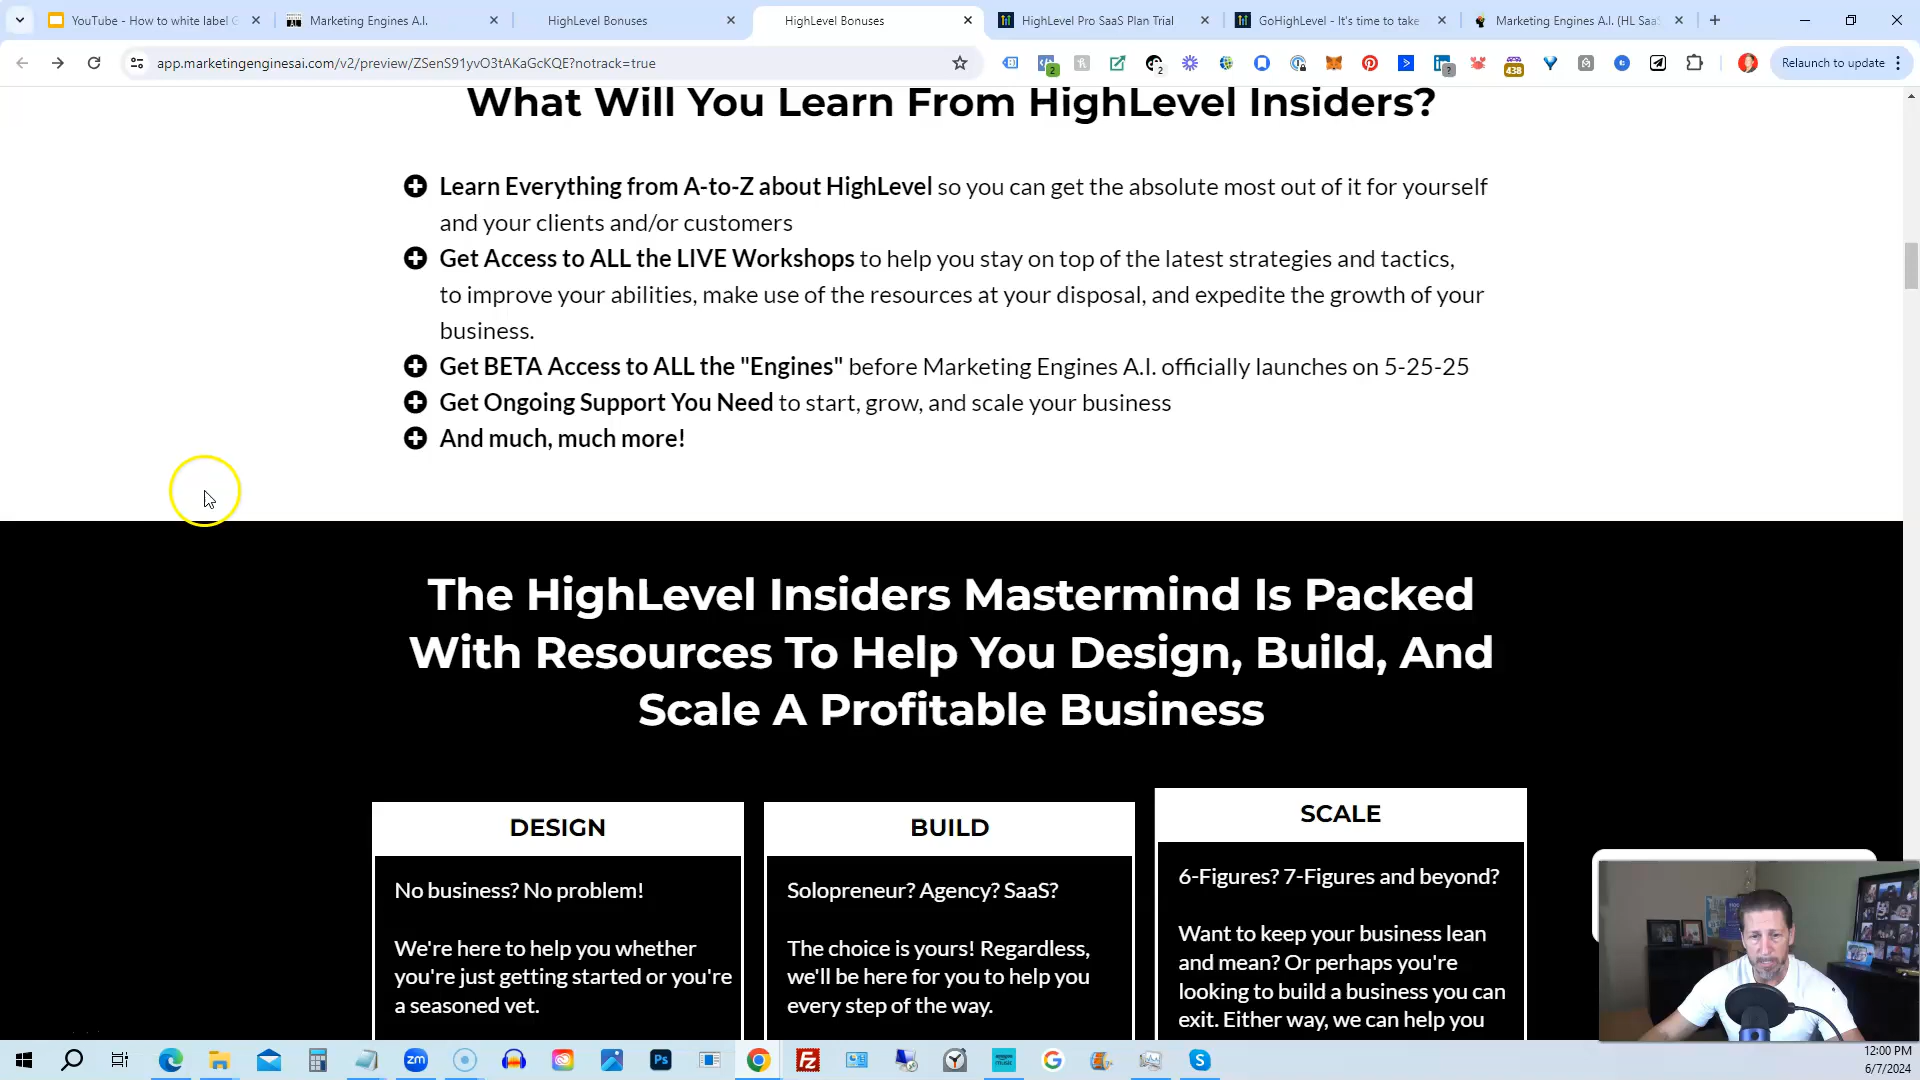 YouTube - How to white label G
Marketing Engines A.I.
HighLevel Bonuses
HighLevel Bonuses
HighLevel Pro SaaS Plan Trial
GoHighLevel - It's time to take
Marketing Engines A.I. (HL SaaS
app.marketingenginesai.com/v2/preview/ZSenS91yvO3tAKaGcKQE?notrack=true
2
2
?
438
Relaunch to update
What Will You Learn From HighLevel Insiders?
Learn Everything from A-to-Z about HighLevel so you can get the absolute most out of it for yourself
and your clients and/or customers
Get Access to ALL the LIVE Workshops to help you stay on top of the latest strategies and tactics,
to improve your abilities, make use of the resources at your disposal, and expedite the growth of your
business.
Get BETA Access to ALL the "Engines" before Marketing Engines A.I. officially launches on 5-25-25
Get Ongoing Support You Need to start, grow, and scale your business
And much, much more!
The HighLevel Insiders Mastermind Is Packed
With Resources To Help You Design, Build, And
Scale A Profitable Business
DESIGN
No business? No problem!
We're here to help you whether
you're just getting started or you're
a seasoned vet.
BUILD
Solopreneur? Agency? SaaS?
The choice is yours! Regardless,
we'll be here for you to help you
every step of the way.
SCALE
6-Figures? 7-Figures and beyond?
Want to keep your business lean
and mean? Or perhaps you're
looking to build a business you can
exit. Either way, we can help you
zm
Ps
Fz
amazon
music
G
S
12:00 PM
6/7/2024